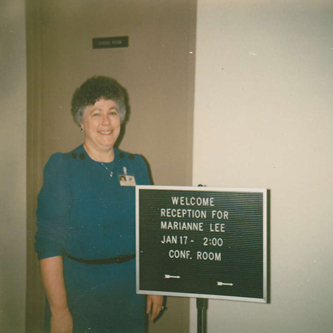 WELCOME
RECEPTION FOR
MARIANNE LEE
JAN 17 - 2:00
CONF. ROOM